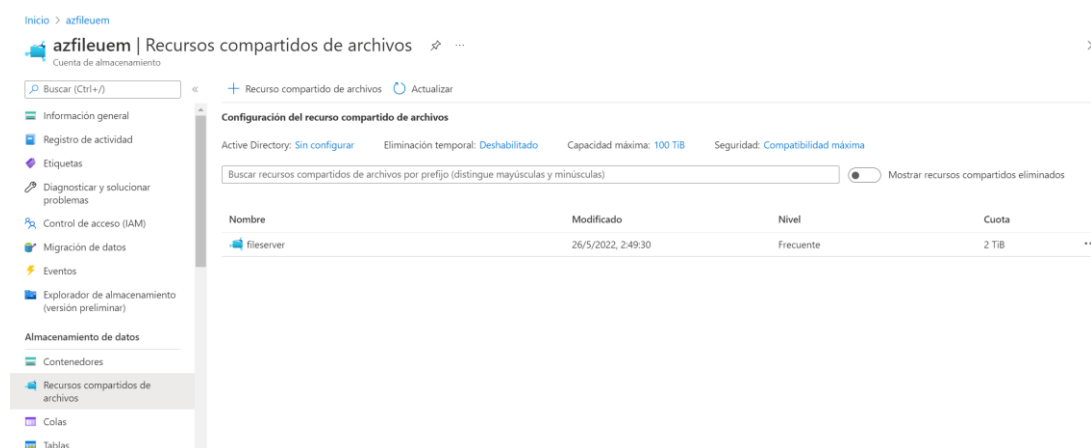 Inicio > azfileuem
azfileuem | Recursos compartidos de archivos ...
Cuenta de almacenamiento
Buscar (Ctrl+/)
«
+ Recurso compartido de archivos Actualizar
Información general
Registro de actividad
Etiquetas
Diagnosticar y solucionar
problemas
Control de acceso (IAM)
Migración de datos
Eventos
Explorador de almacenamiento
(versión preliminar)
Almacenamiento de datos
Contenedores
Recursos compartidos de
archivos
Colas
Tablas
Configuración del recurso compartido de archivos
Active Directory: Sin configurar Eliminación temporal: Deshabilitado Capacidad máxima: 100 TiB Seguridad: Compatibilidad máxima
Buscar recursos compartidos de archivos por prefijo (distingue mayúsculas y minúsculas) Mostrar recursos compartidos eliminados
Nombre Modificado Nivel Cuota
fileserver 26/5/2022, 2:49:30 Frecuente 2 TiB